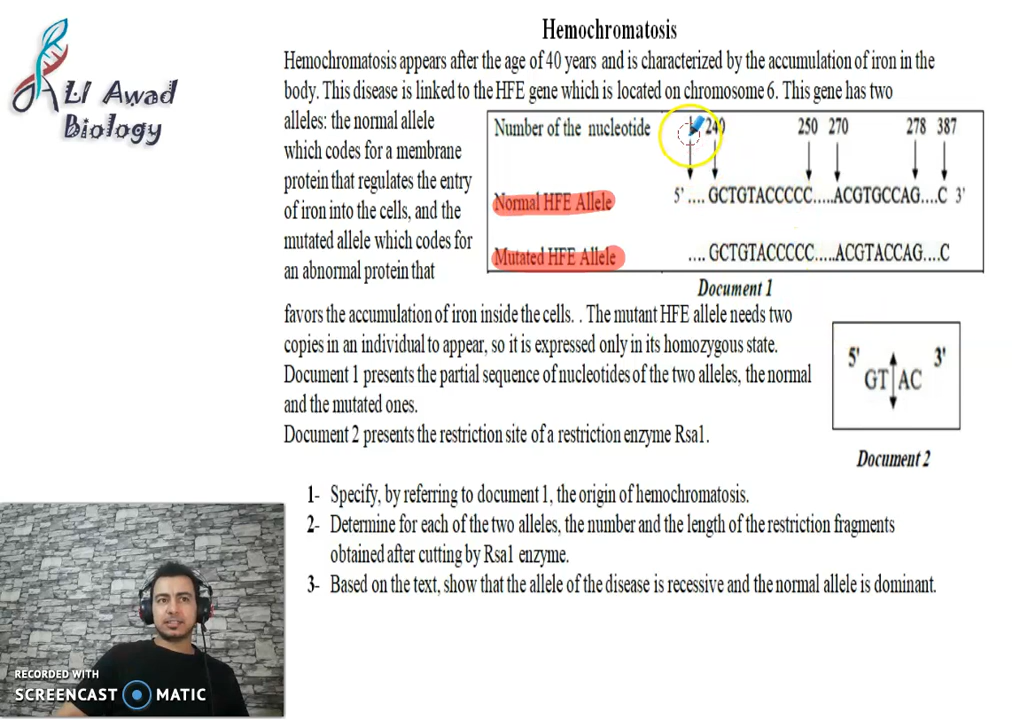 Hemochromatosis
ALI Awad
Biology
Hemochromatosis appears after the age of 40 years and is characterized by the accumulation of iron in the
body. This disease is linked to the HFE gene which is located on chromosome 6. This gene has two
alleles: the normal allele
which codes for a membrane
protein that regulates the entry
of iron into the cells, and the
mutated allele which codes for
an abnormal protein that
Number of the nucleotide 240 250 270 278 387
Normal HFE Allele 5' .... GCTGTACCCCC.....ACGTGCCAG....C 3'
Mutated HFE Allele .... GCTGTACCCCC.....ACGTACCAG....C
Document 1
favors the accumulation of iron inside the cells. . The mutant HFE allele needs two
copies in an individual to appear, so it is expressed only in its homozygous state.
Document 1 presents the partial sequence of nucleotides of the two alleles, the normal
and the mutated ones.
Document 2 presents the restriction site of a restriction enzyme Rsa1.
5' 3'
GT AC
Document 2
1- Specify, by referring to document 1, the origin of hemochromatosis.
2- Determine for each of the two alleles, the number and the length of the restriction fragments
obtained after cutting by Rsa1 enzyme.
3- Based on the text, show that the allele of the disease is recessive and the normal allele is dominant.
RECORDED WITH
SCREENCAST MATIC